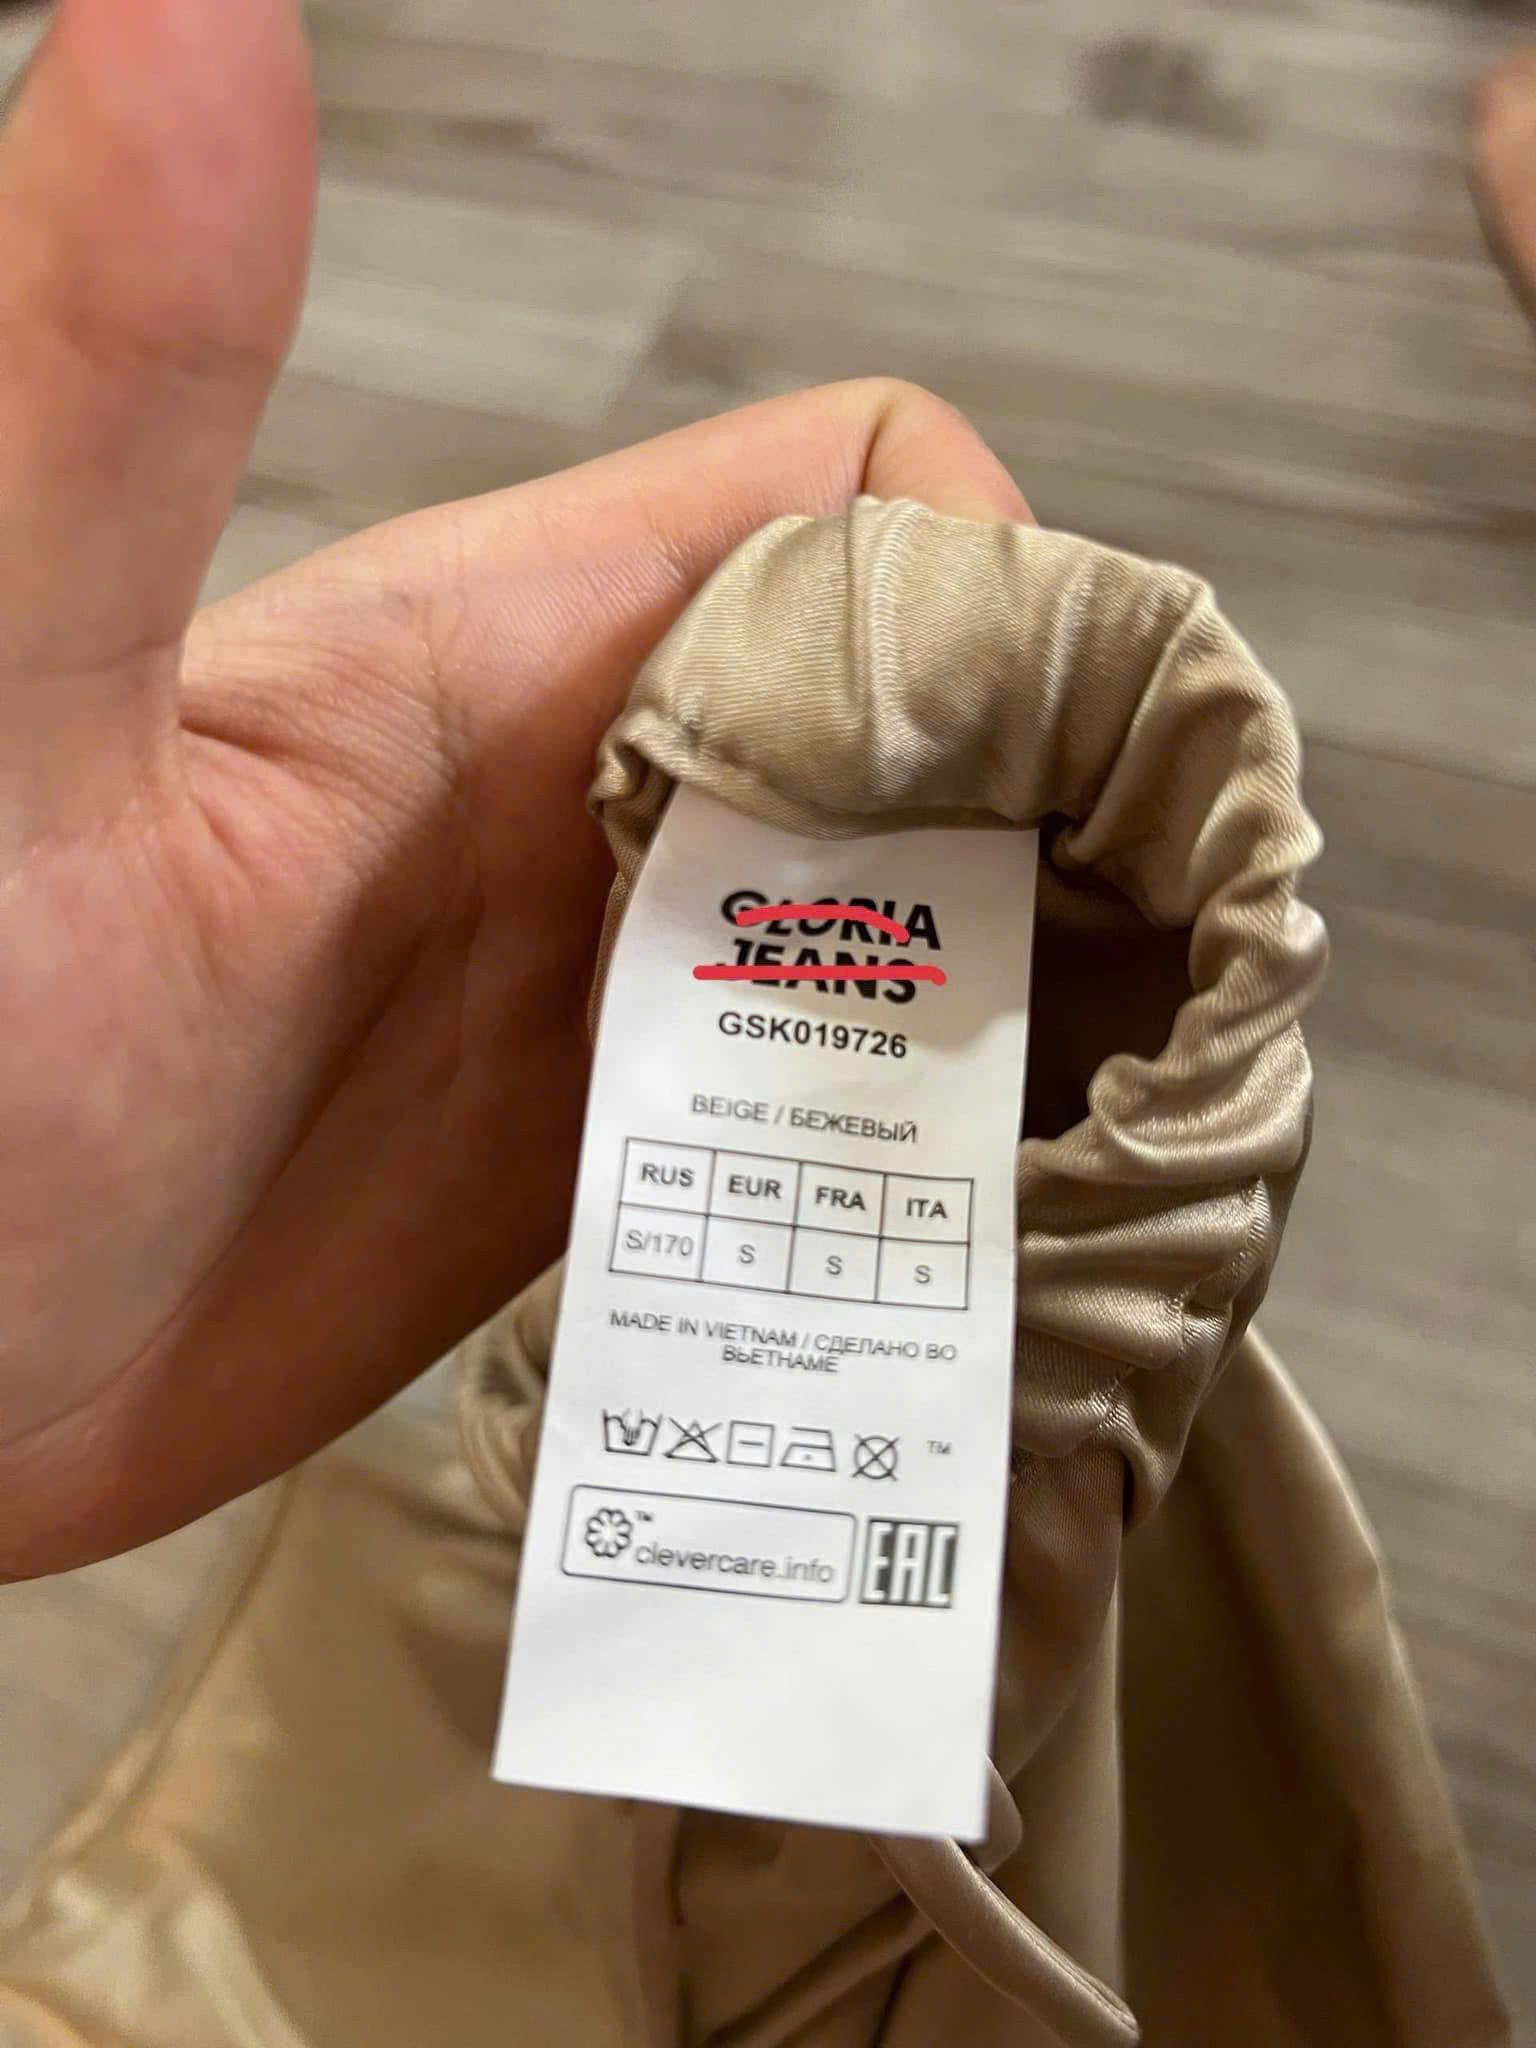 GLORIA
JEANS
GSK019726
BEIGE / БЕЖЕВЫЙ
RUS EUR FRA ITA
S/170 S S S
MADE IN VIETNAM / СДЕЛАНО ВО
ВЬЕТНАМЕ
TM
TM
clevercare.info
EAC